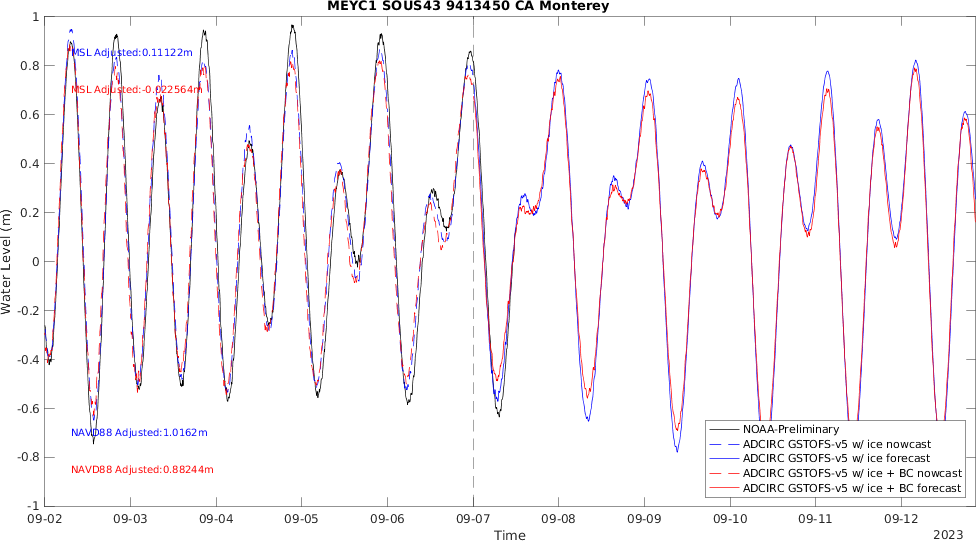 MEYC1 SOUS43 9413450 CA Monterey
1
0.8
0.6
0.4
0.2
0
-0.2
-0.4
-0.6
-0.8
-1
Water Level (m)
MSL Adjusted:0.11122m
MSL Adjusted:-0.022564m
NAVD88 Adjusted:1.0162m
NAVD88 Adjusted:0.88244m
NOAA-Preliminary
ADCIRC GSTOFS-v5 w/ ice nowcast
ADCIRC GSTOFS-v5 w/ ice forecast
ADCIRC GSTOFS-v5 w/ ice + BC nowcast
ADCIRC GSTOFS-v5 w/ ice + BC forecast
09-02 09-03 09-04 09-05 09-06 09-07 09-08 09-09 09-10 09-11 09-12
Time
2023